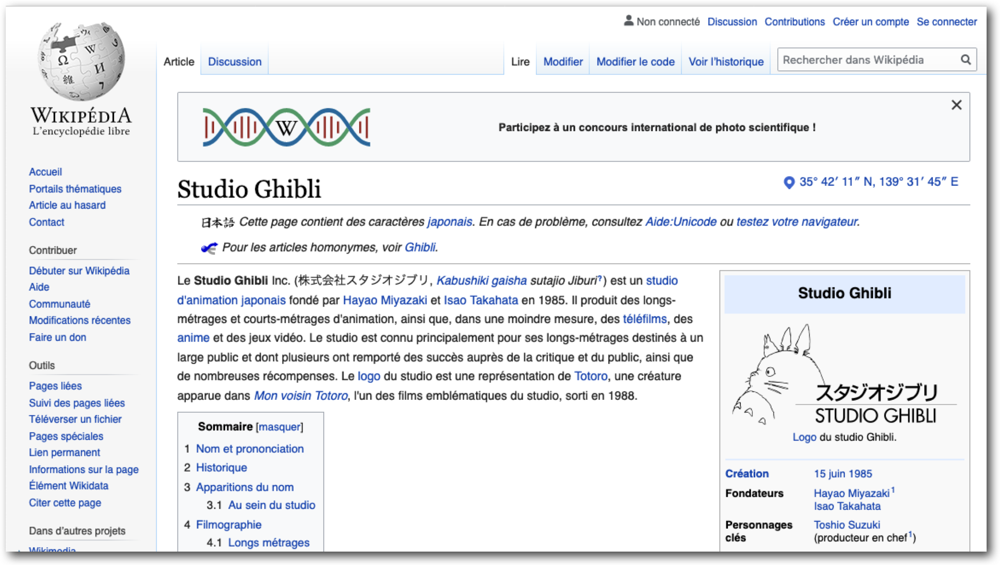 Non connecté Discussion Contributions Créer un compte Se connecter
Article Discussion Lire Modifier Modifier le code Voir l'historique Rechercher dans Wikipédia
WIKIPÉDIA
L'encyclopédie libre
Accueil
Portails thématiques
Article au hasard
Contact
Contribuer
Débuter sur Wikipédia
Aide
Communauté
Modifications récentes
Faire un don
Outils
Pages liées
Suivi des pages liées
Téléverser un fichier
Pages spéciales
Lien permanent
Informations sur la page
Élément Wikidata
Citer cette page
Dans d'autres projets
Wikimedia
W
Participez à un concours international de photo scientifique !
Studio Ghibli
35° 42′ 11″ N, 139° 31′ 45″ E
日本語 Cette page contient des caractères japonais. En cas de problème, consultez Aide:Unicode ou testez votre navigateur.
Pour les articles homonymes, voir Ghibli.
Le Studio Ghibli Inc. (株式会社スタジオジブリ, Kabushiki gaisha sutajio Jiburi?) est un studio
d'animation japonais fondé par Hayao Miyazaki et Isao Takahata en 1985. Il produit des longs-
métrages et courts-métrages d'animation, ainsi que, dans une moindre mesure, des téléfilms, des
anime et des jeux vidéo. Le studio est connu principalement pour ses longs-métrages destinés à un
large public et dont plusieurs ont remporté des succès auprès de la critique et du public, ainsi que
de nombreuses récompenses. Le logo du studio est une représentation de Totoro, une créature
apparue dans Mon voisin Totoro, l'un des films emblématiques du studio, sorti en 1988.
Sommaire [masquer]
1 Nom et prononciation
2 Historique
3 Apparitions du nom
3.1 Au sein du studio
4 Filmographie
4.1 Longs métrages
Studio Ghibli
スタジオジブリ
STUDIO GHIBLI
Logo du studio Ghibli.
Création 15 juin 1985
Fondateurs Hayao Miyazaki 1
Isao Takahata
Personnages Toshio Suzuki
clés (producteur en chef 1)